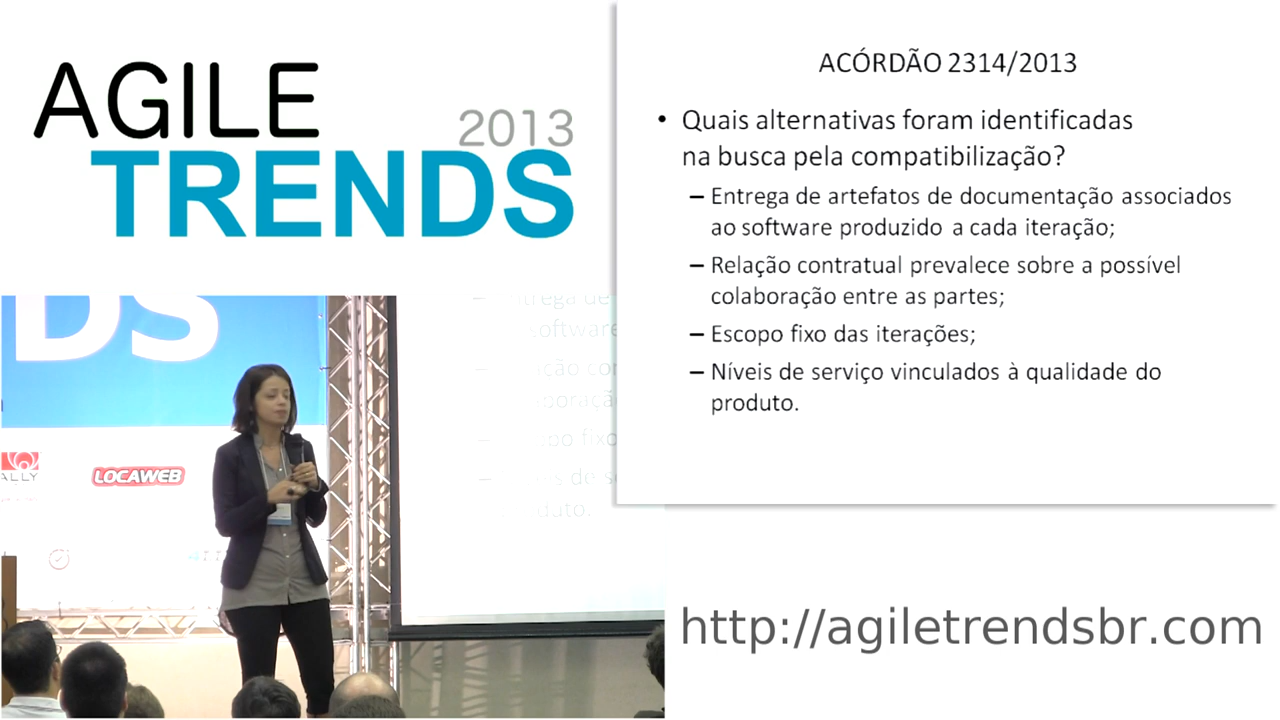 AGILE
2013
TRENDS
ACÓRDÃO 2314/2013
• Quais alternativas foram identificadas
na busca pela compatibilização?
– Entrega de artefatos de documentação associados
ao software produzido a cada iteração;
– Relação contratual prevalece sobre a possível
colaboração entre as partes;
– Escopo fixo das iterações;
– Níveis de serviço vinculados à qualidade do
produto.
DS
ALLY
LOCAWEB
http://agiletrendsbr.com